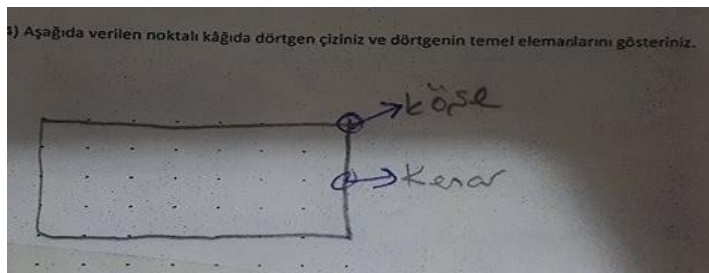 ) Aşağıda verilen noktalı kâğıda dörtgen çiziniz ve dörtgenin temel elemanlarını gösteriniz.
köşe
Kenar